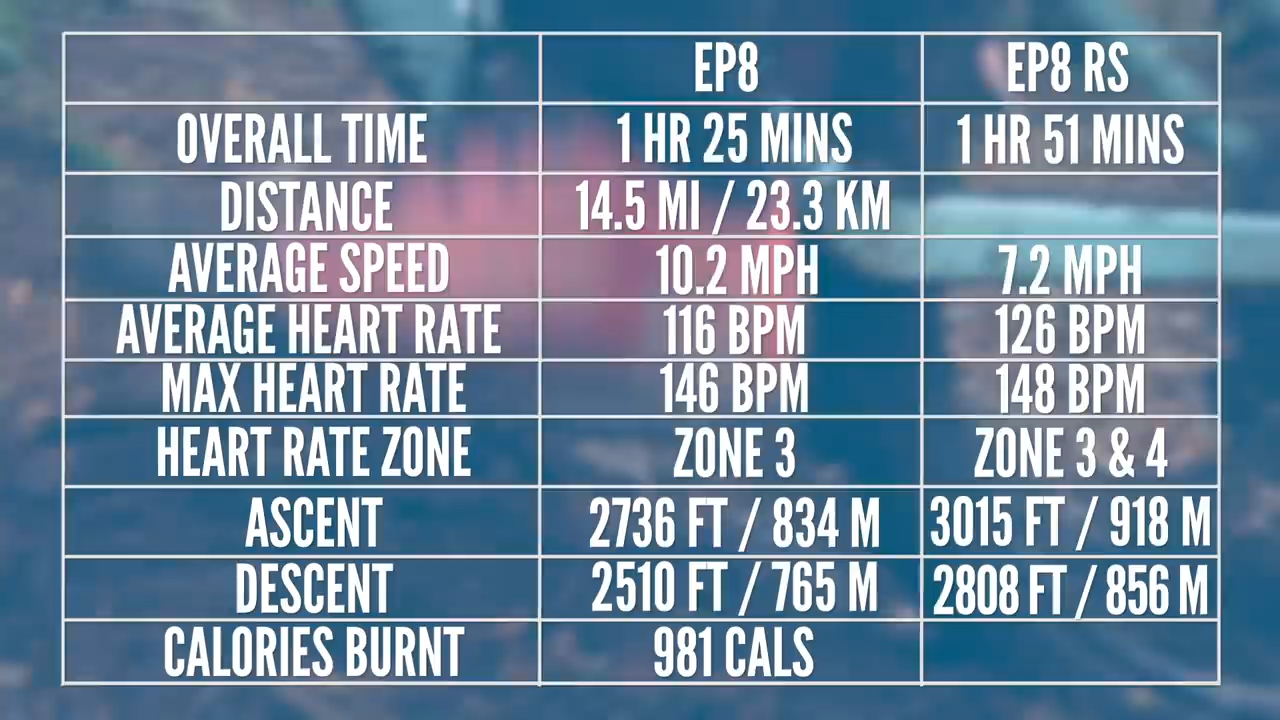 EP8 EP8 RS
OVERALL TIME 1 HR 25 MINS 1 HR 51 MINS
DISTANCE 14.5 MI / 23.3 KM
AVERAGE SPEED 10.2 MPH 7.2 MPH
AVERAGE HEART RATE 116 BPM 126 BPM
MAX HEART RATE 146 BPM 148 BPM
HEART RATE ZONE ZONE 3 ZONE 3 & 4
ASCENT 2736 FT / 834 M 3015 FT / 918 M
DESCENT 2510 FT / 765 M 2808 FT / 856 M
CALORIES BURNT 981 CALS